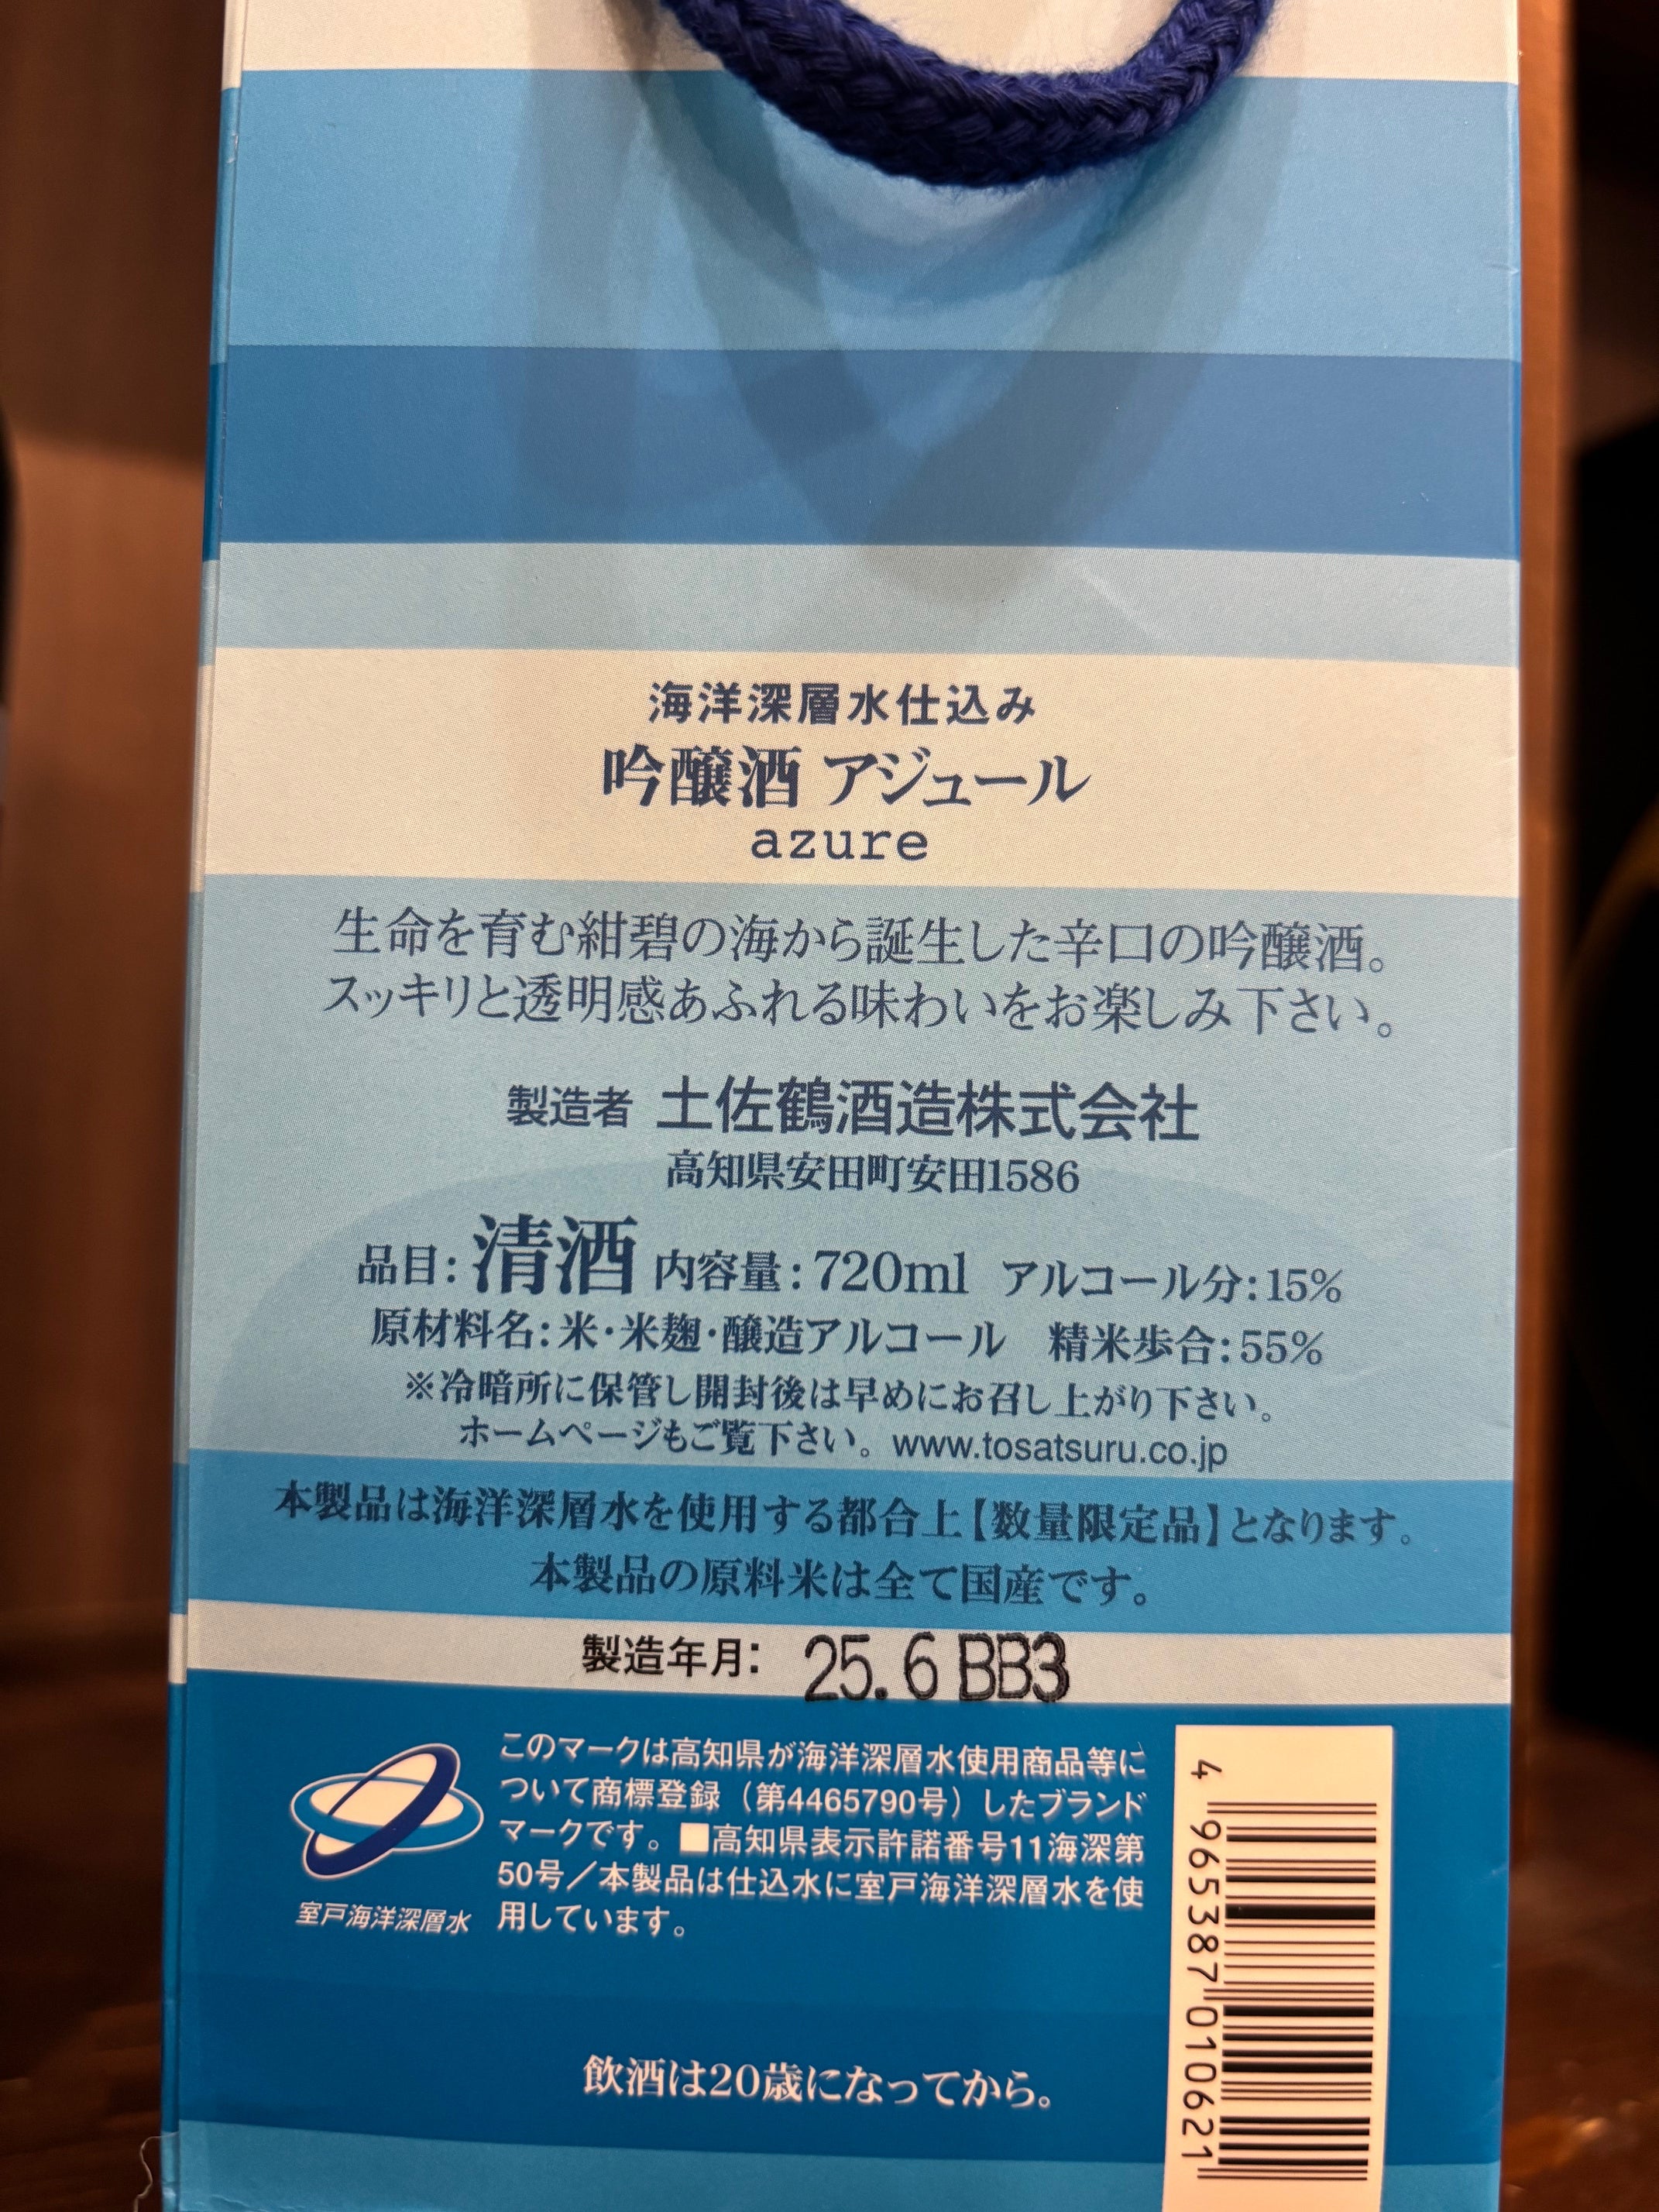 海洋深層水仕込み
吟醸酒 アジュール
azure
生命を育む紺碧の海から誕生した辛口の吟醸酒。
スッキリと透明感あふれる味わいをお楽しみ下さい。
製造者 土佐鶴酒造株式会社
高知県安田町安田1586
品目:清酒 内容量:720ml アルコール分:15%
原材料名:米・米麹・醸造アルコール 精米歩合:55%
※冷暗所に保管し開封後は早めにお召し上がり下さい。
ホームページもご覧下さい。www.tosatsuru.co.jp
本製品は海洋深層水を使用する都合上【数量限定品】となります。
本製品の原料米は全て国産です。
製造年月: 25.6 BB3
このマークは高知県が海洋深層水使用商品等に
ついて商標登録（第4465790号）したブランド
マークです。■高知県表示許諾番号11海深第
50号／本製品は仕込水に室戸海洋深層水を使
用しています。
室戸海洋深層水
4 965387 010621
飲酒は20歳になってから。